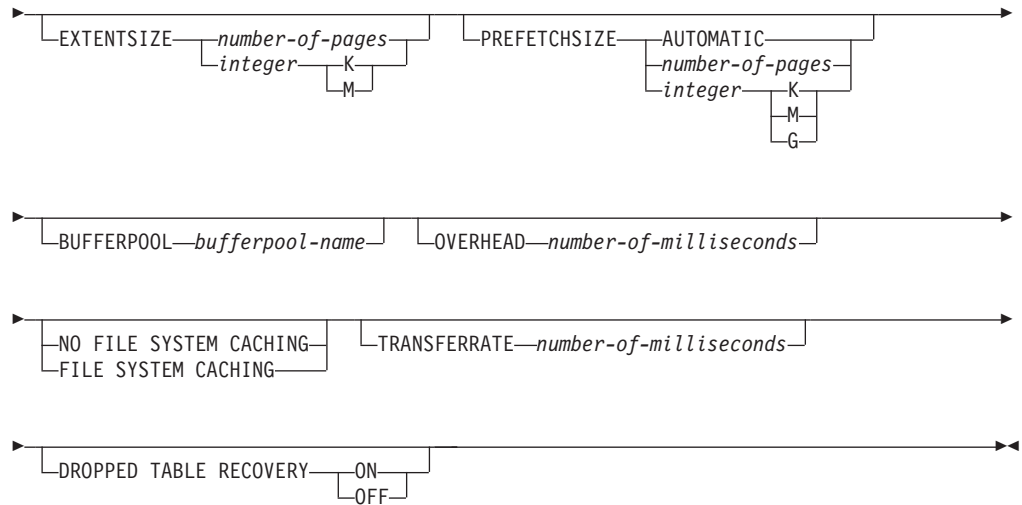 EXTENTSIZE number-of-pages PREFETCHSIZE AUTOMATIC
integer K number-of-pages
M integer K
M
G
BUFFERPOOL bufferpool-name OVERHEAD number-of-milliseconds
NO FILE SYSTEM CACHING TRANSFERRATE number-of-milliseconds
FILE SYSTEM CACHING
DROPPED TABLE RECOVERY ON
OFF